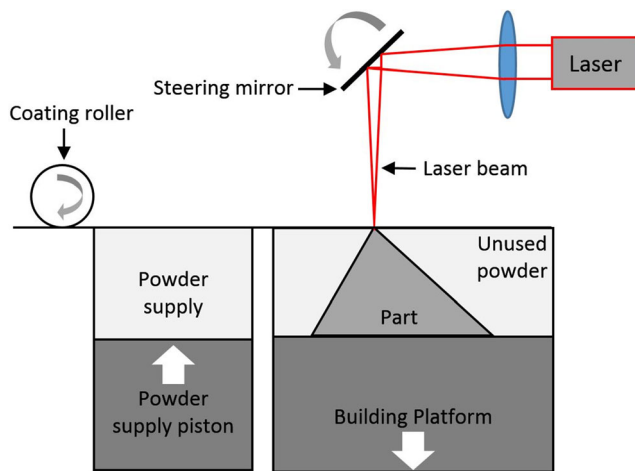 Laser
Steering mirror
Coating roller
Laser beam
Unused
powder
Powder
supply
Part
Powder
supply piston
Building Platform